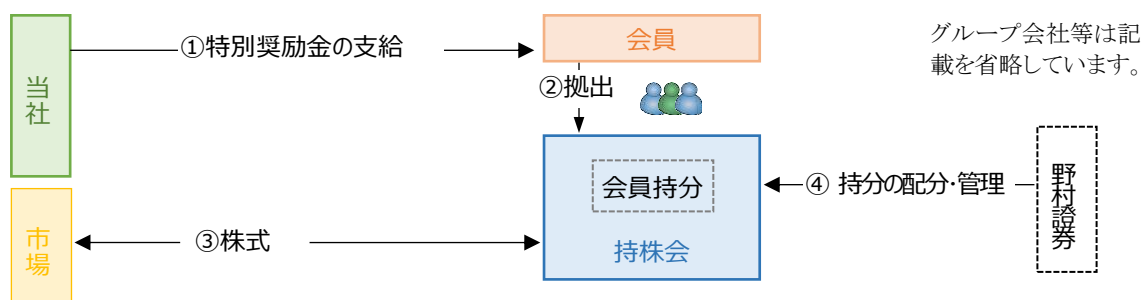 ①特別奨励金の支給
会員
グループ会社等は記
載を省略しています。
当社
②拠出
会員持分
④ 持分の配分・管理
野村證券
市場
③株式
持株会